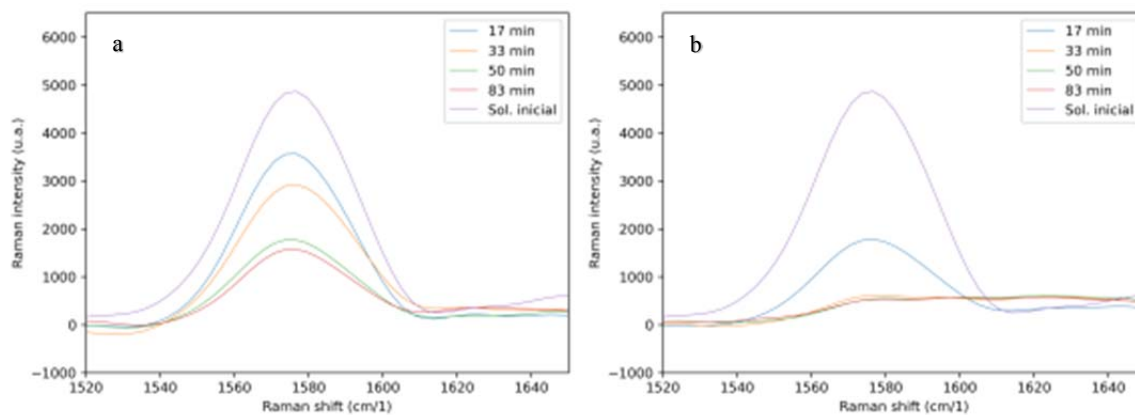 a
17 min
33 min
50 min
83 min
Sol. inicial
6000
5000
4000
3000
2000
1000
0
−1000
Raman intensity (u.a.)
1520
1540
1560
1580
1600
1620
1640
Raman shift (cm/1)
b
17 min
33 min
50 min
83 min
Sol. inicial
6000
5000
4000
3000
2000
1000
0
−1000
Raman intensity (u.a.)
1520
1540
1560
1580
1600
1620
1640
Raman shift (cm/1)